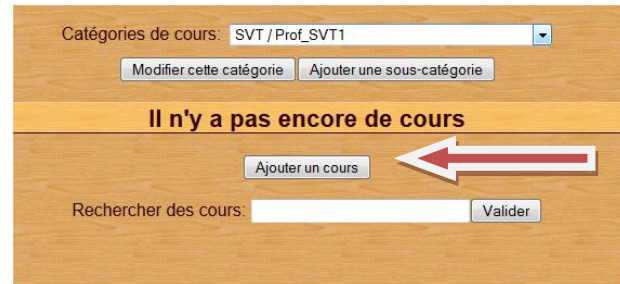 Catégories de cours: SVT / Prof_SVT1
Modifier cette catégorie Ajouter une sous-catégorie
Il n'y a pas encore de cours
Ajouter un cours
Rechercher des cours: Valider